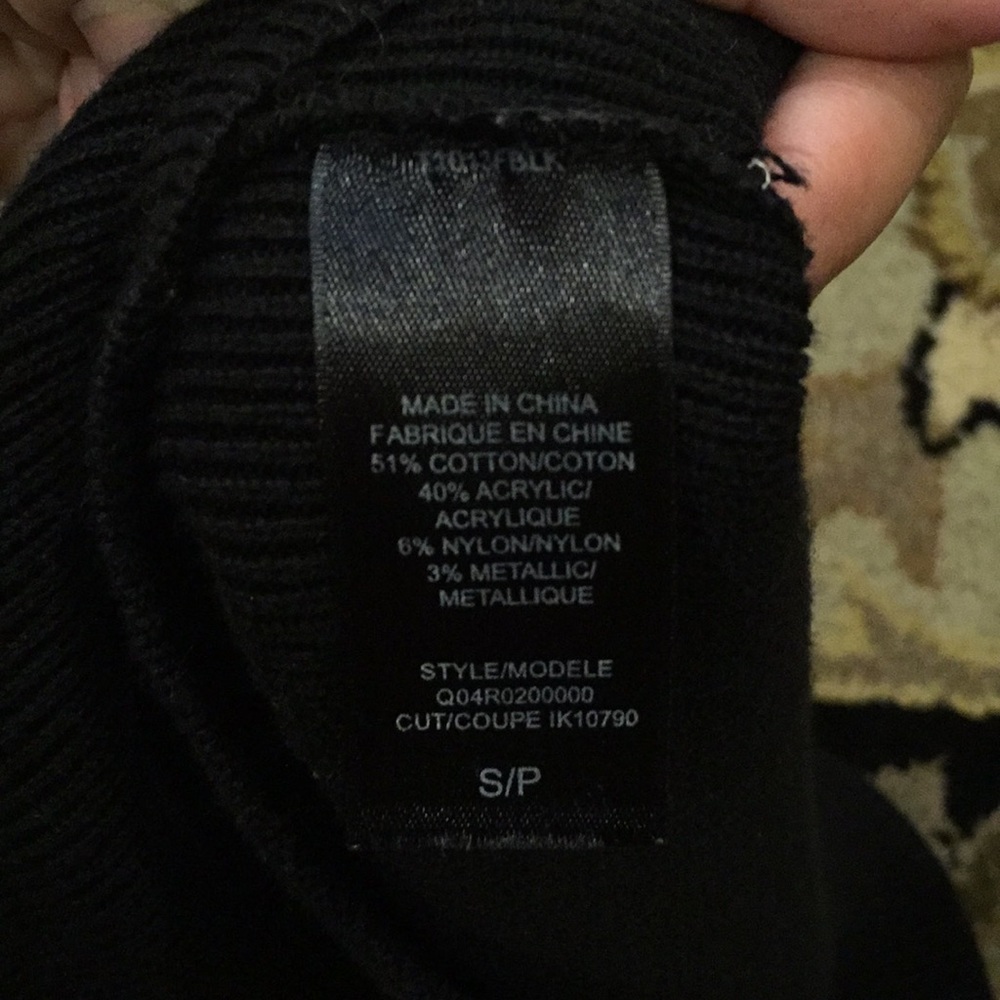 MADE IN CHINA
FABRIQUE EN CHINE
51% COTTON/COTON
40% ACRYLIC/
ACRYLIQUE
6% NYLON/NYLON
3% METALLIC/
METALLIQUE
STYLE/MODELE
Q04R0200000
CUT/COUPE IK10790
S/P